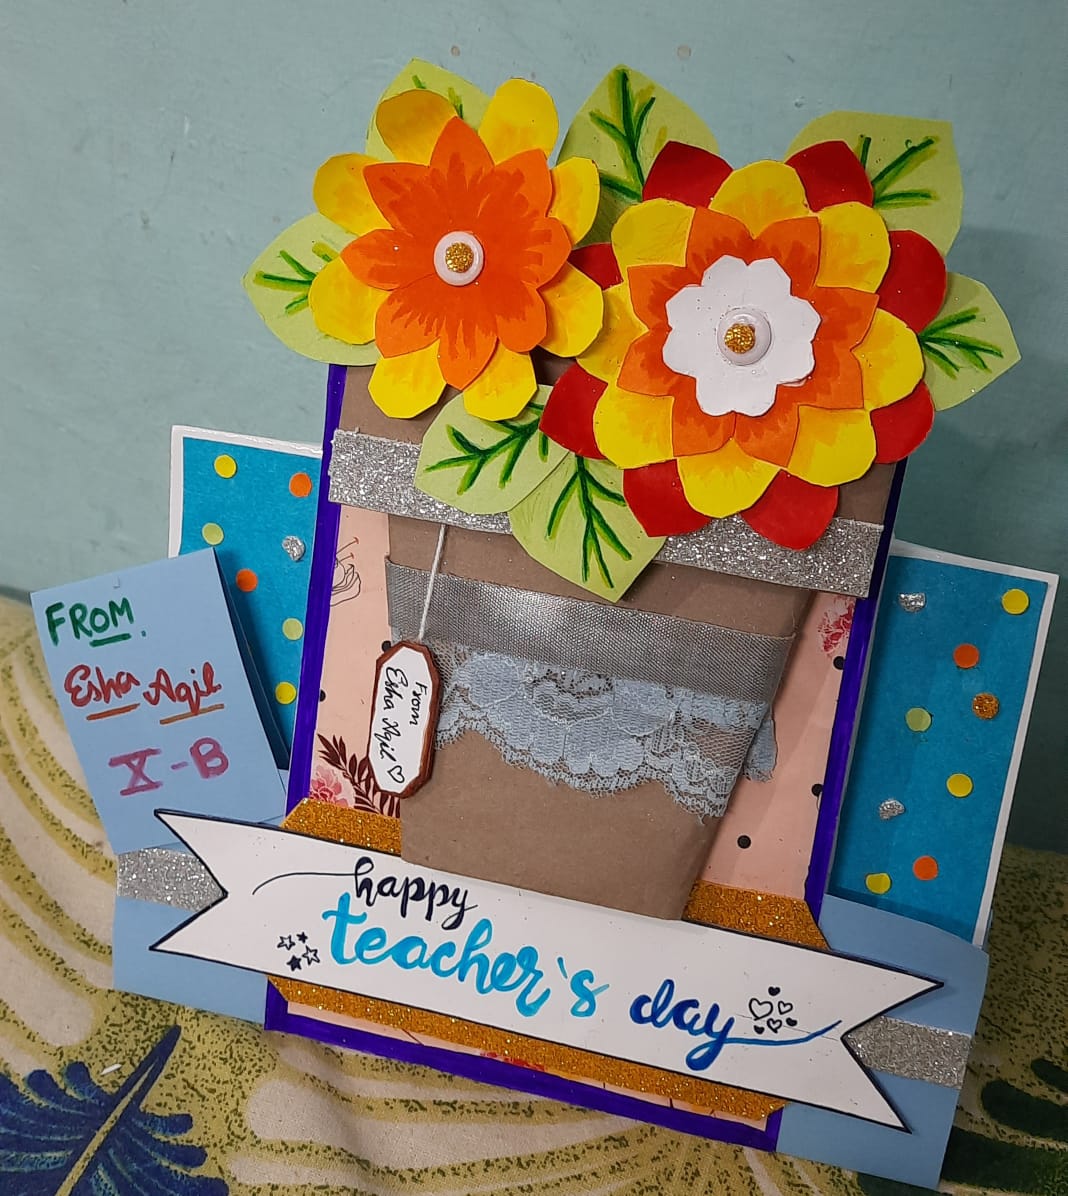 FROM.
Esha Aqil
X-B
From
Esha Aqil ♡
happy
teacher's day